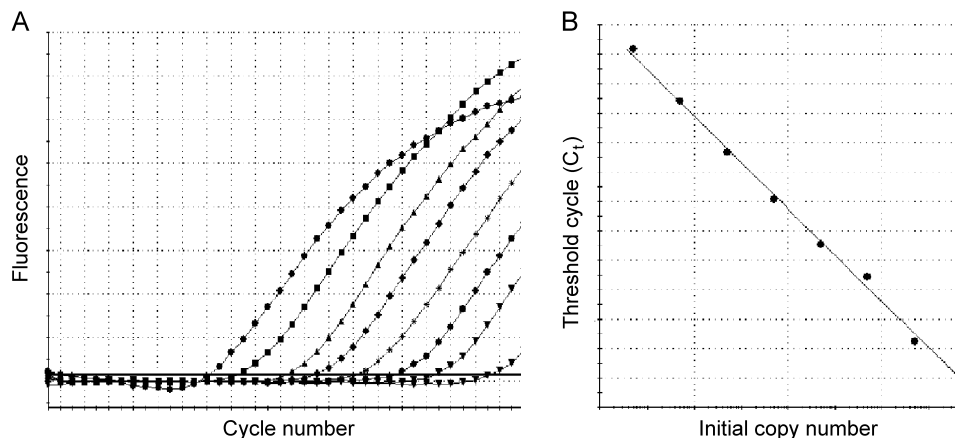 A
Fluorescence
Cycle number
B
Threshold cycle (Ct)
Initial copy number